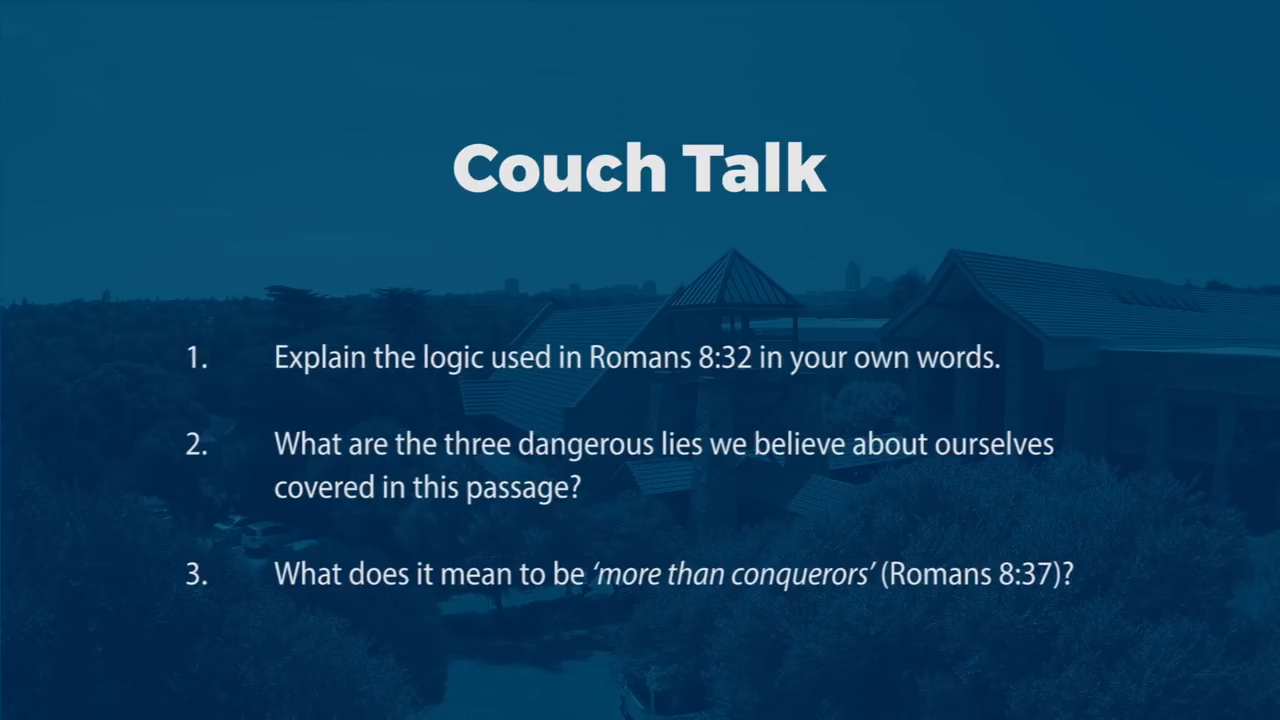 Couch Talk
1. Explain the logic used in Romans 8:32 in your own words.
2. What are the three dangerous lies we believe about ourselves
covered in this passage?
3. What does it mean to be ‘more than conquerors’ (Romans 8:37)?